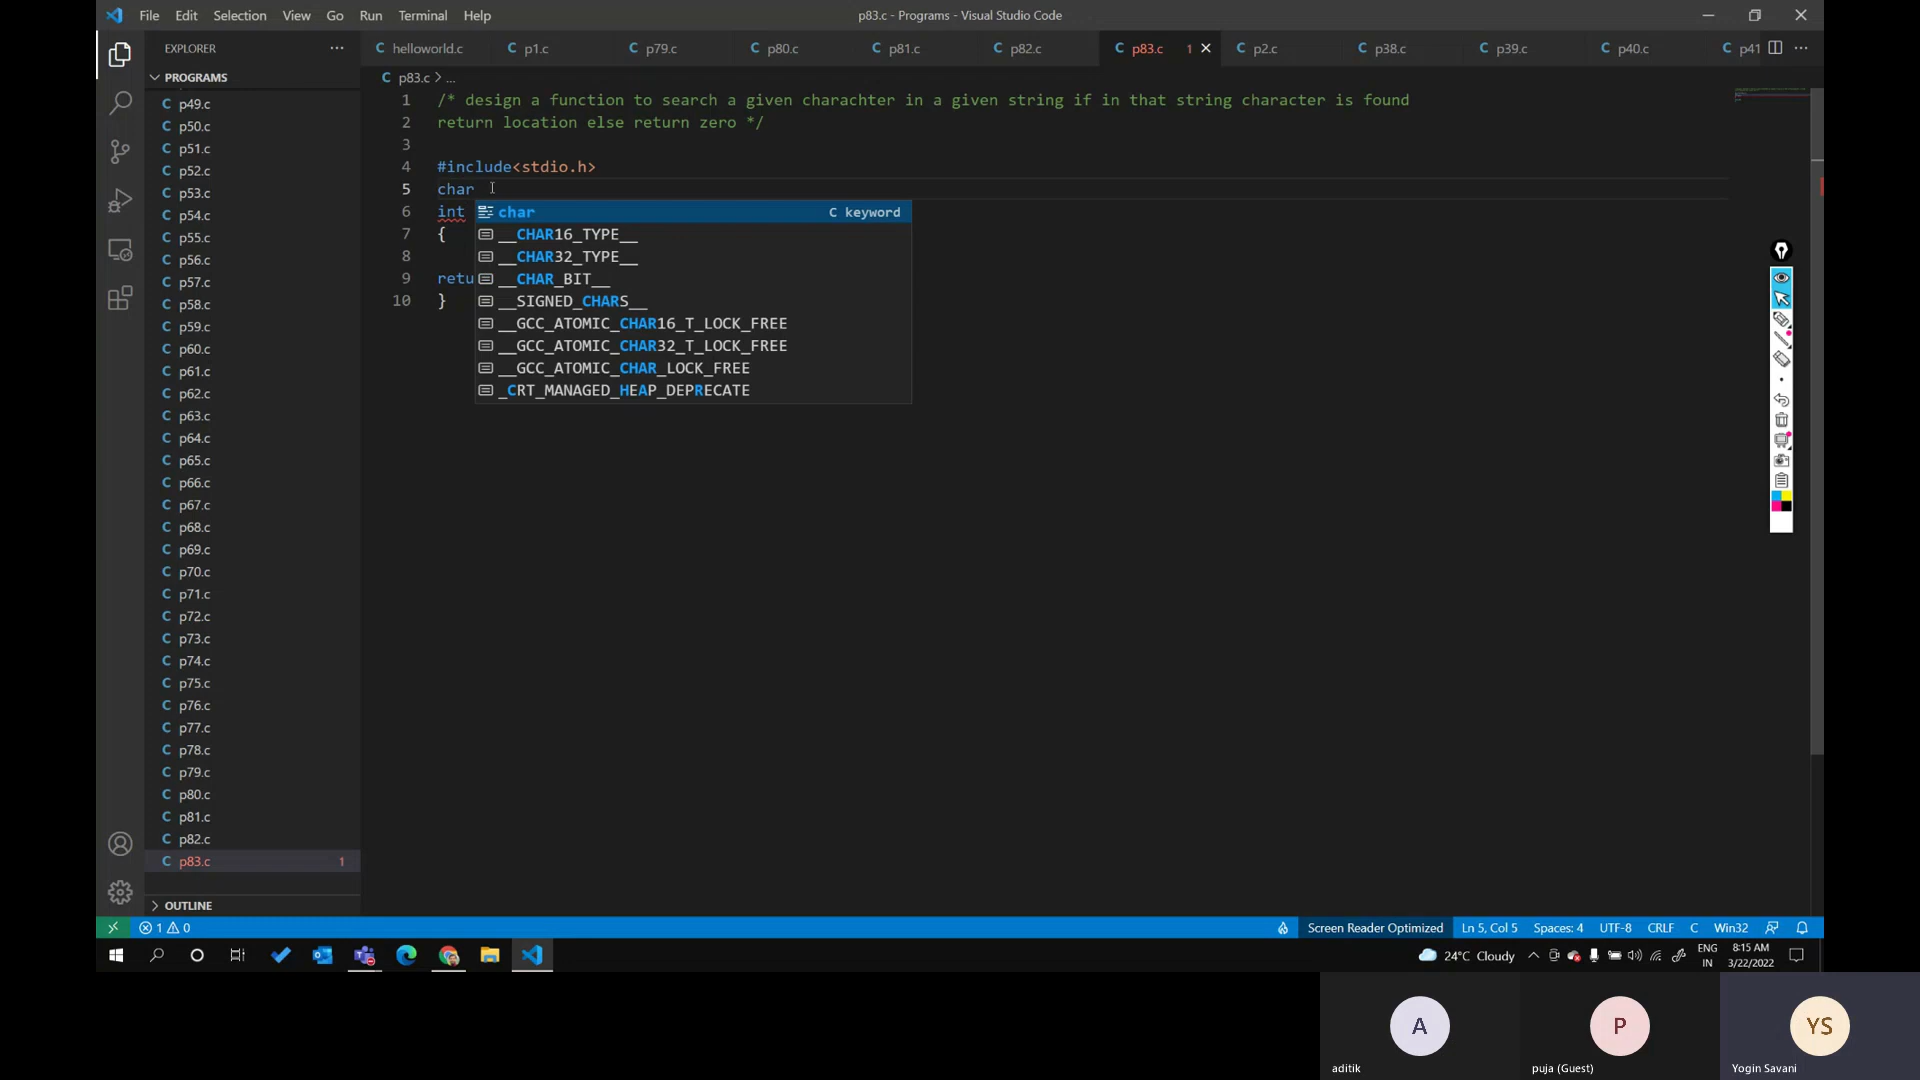 File Edit Selection View Go Run Terminal Help
p83.c - Programs - Visual Studio Code
EXPLORER
helloworld.c p1.c p79.c p80.c p81.c p82.c p83.c 1 p2.c p38.c p39.c p40.c p41
PROGRAMS
p83.c > ...
p49.c
p50.c
p51.c
p52.c
p53.c
p54.c
p55.c
p56.c
p57.c
p58.c
p59.c
p60.c
p61.c
p62.c
p63.c
p64.c
p65.c
p66.c
p67.c
p68.c
p69.c
p70.c
p71.c
p72.c
p73.c
p74.c
p75.c
p76.c
p77.c
p78.c
p79.c
p80.c
p81.c
p82.c
p83.c 1
OUTLINE
1 /* design a function to search a given charachter in a given string if in that string character is found
2 return location else return zero */
3
4 #include<stdio.h>
5 char
6 int
7 {
8
9 retu
10 }
char C keyword
__CHAR16_TYPE__
__CHAR32_TYPE__
__CHAR_BIT__
__SIGNED_CHARS__
__GCC_ATOMIC_CHAR16_T_LOCK_FREE
__GCC_ATOMIC_CHAR32_T_LOCK_FREE
__GCC_ATOMIC_CHAR_LOCK_FREE
_CRT_MANAGED_HEAP_DEPRECATE
1 0 Screen Reader Optimized Ln 5, Col 5 Spaces: 4 UTF-8 CRLF C Win32
24°C Cloudy ENG IN 8:15 AM 3/22/2022
A P YS
aditik puja (Guest) Yogin Savani